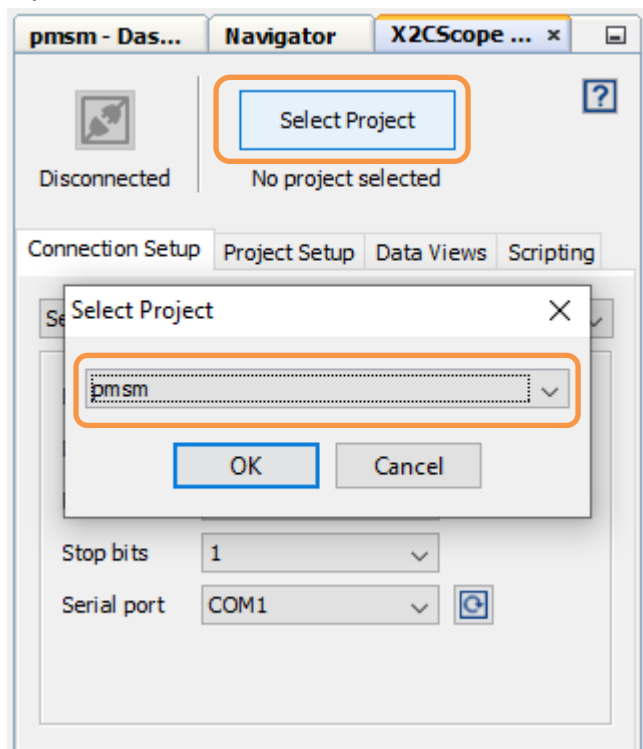 pmsm - Das... Navigator X2CScope ... ×
?
Select Project
Disconnected No project selected
Connection Setup Project Setup Data Views Scripting
Select Project
pmsm
OK Cancel
Stop bits 1
Serial port COM1